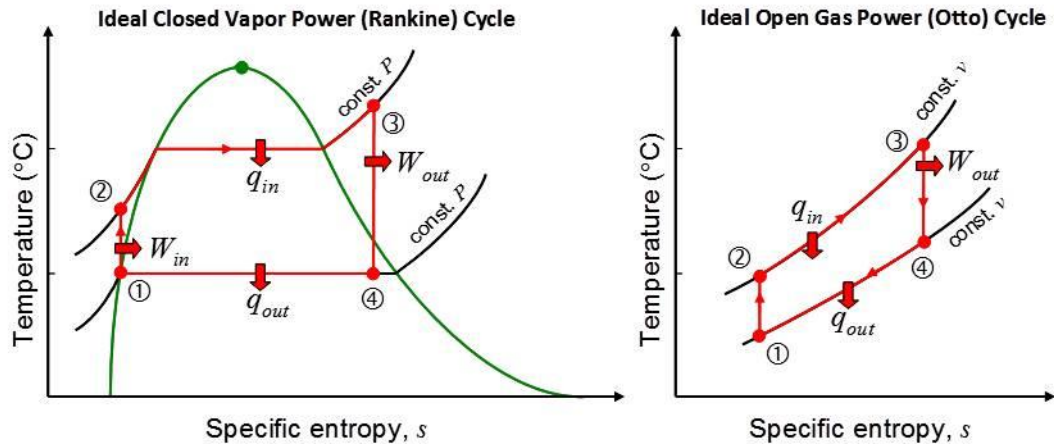 Ideal Closed Vapor Power (Rankine) Cycle
Temperature (°C)
const. P
③
q_in
W_out
②
const. P
W_in
①
q_out
④
Specific entropy, s
Ideal Open Gas Power (Otto) Cycle
Temperature (°C)
const. v
③
W_out
q_in
const. v
②
④
q_out
①
Specific entropy, s